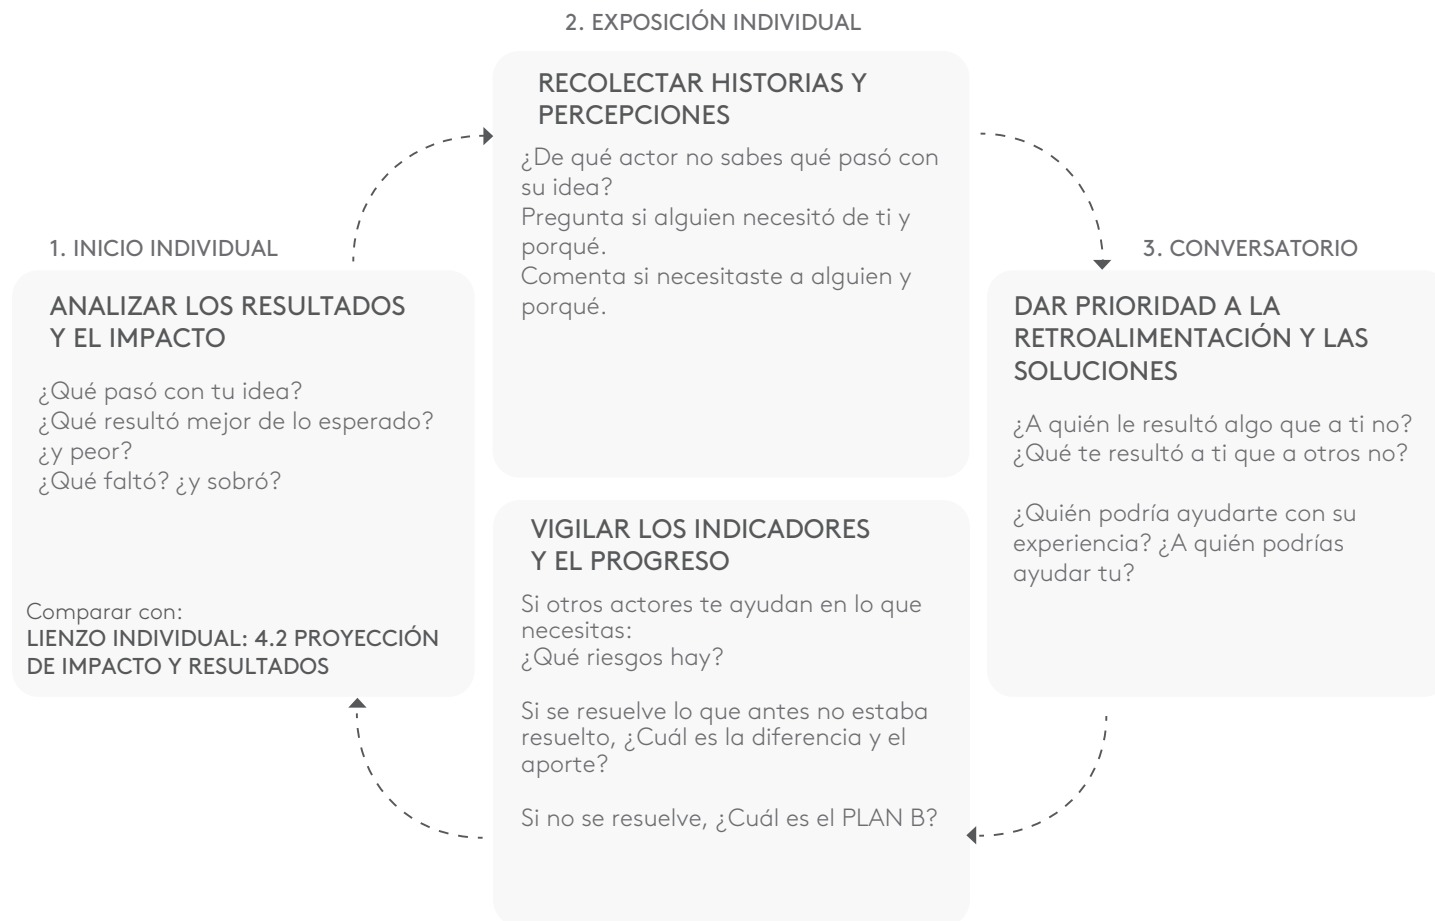 2. EXPOSICIÓN INDIVIDUAL
RECOLECTAR HISTORIAS Y
PERCEPCIONES
¿De qué actor no sabes qué pasó con
su idea?
Pregunta si alguien necesitó de ti y
porqué.
Comenta si necesitaste a alguien y
porqué.
1. INICIO INDIVIDUAL
ANALIZAR LOS RESULTADOS
Y EL IMPACTO
¿Qué pasó con tu idea?
¿Qué resultó mejor de lo esperado?
¿y peor?
¿Qué faltó? ¿y sobró?
Comparar con:
LIENZO INDIVIDUAL: 4.2 PROYECCIÓN
DE IMPACTO Y RESULTADOS
3. CONVERSATORIO
DAR PRIORIDAD A LA
RETROALIMENTACIÓN Y LAS
SOLUCIONES
¿A quién le resultó algo que a ti no?
¿Qué te resultó a ti que a otros no?
¿Quién podría ayudarte con su
experiencia? ¿A quién podrías
ayudar tu?
VIGILAR LOS INDICADORES
Y EL PROGRESO
Si otros actores te ayudan en lo que
necesitas:
¿Qué riesgos hay?
Si se resuelve lo que antes no estaba
resuelto, ¿Cuál es la diferencia y el
aporte?
Si no se resuelve, ¿Cuál es el PLAN B?